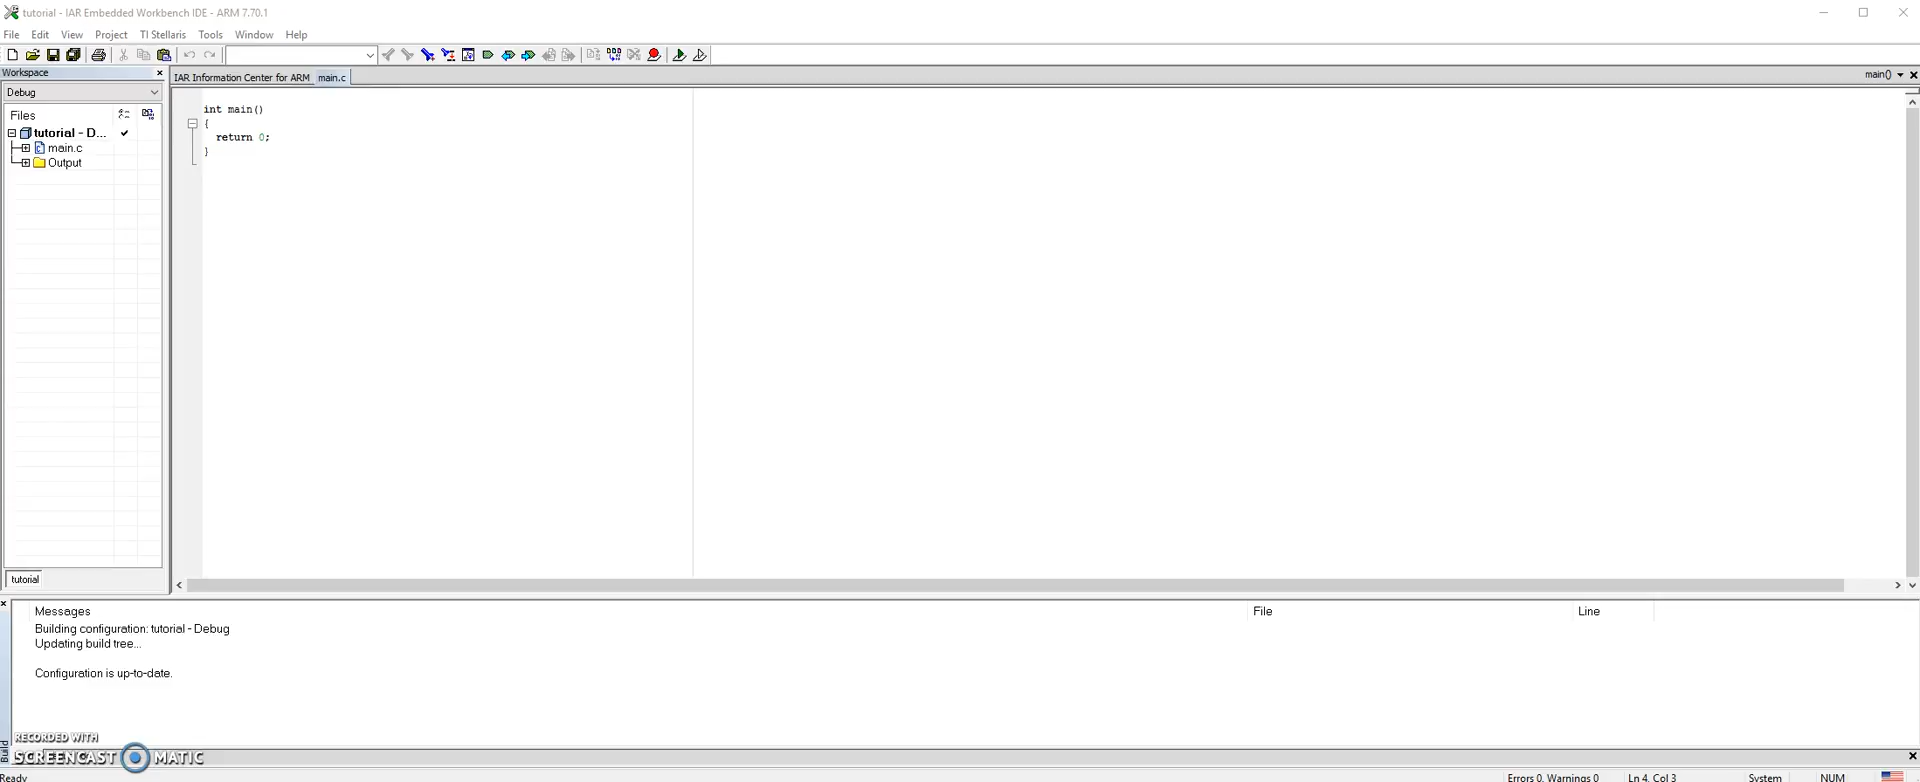 tutorial - IAR Embedded Workbench IDE - ARM 7.70.1
File Edit View Project TI Stellaris Tools Window Help
Workspace
IAR Information Center for ARM main.c main()
Debug
Files
tutorial - D...
main.c
Output
int main()
{
return 0;
}
tutorial
Messages File Line
Building configuration: tutorial - Debug
Updating build tree...
Configuration is up-to-date.
RECORDED WITH
SCREENCAST MATIC
Build
Ready Errors 0, Warnings 0 Ln 4, Col 3 System NUM